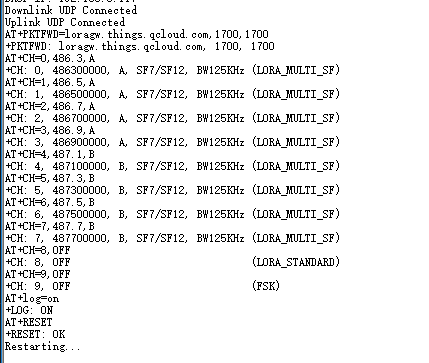 Downlink UDP Connected
Uplink UDP Connected
AT+PKTFWD=loragw.things.qcloud.com,1700,1700
+PKTFWD: loragw.things.qcloud.com, 1700, 1700
AT+CH=0,486.3,A
+CH: 0, 486300000, A, SF7/SF12, BW125KHz (LORA_MULTI_SF)
AT+CH=1,486.5,A
+CH: 1, 486500000, A, SF7/SF12, BW125KHz (LORA_MULTI_SF)
AT+CH=2,486.7,A
+CH: 2, 486700000, A, SF7/SF12, BW125KHz (LORA_MULTI_SF)
AT+CH=3,486.9,A
+CH: 3, 486900000, A, SF7/SF12, BW125KHz (LORA_MULTI_SF)
AT+CH=4,487.1,B
+CH: 4, 487100000, B, SF7/SF12, BW125KHz (LORA_MULTI_SF)
AT+CH=5,487.3,B
+CH: 5, 487300000, B, SF7/SF12, BW125KHz (LORA_MULTI_SF)
AT+CH=6,487.5,B
+CH: 6, 487500000, B, SF7/SF12, BW125KHz (LORA_MULTI_SF)
AT+CH=7,487.7,B
+CH: 7, 487700000, B, SF7/SF12, BW125KHz (LORA_MULTI_SF)
AT+CH=8,OFF
+CH: 8, OFF (LORA_STANDARD)
AT+CH=9,OFF
+CH: 9, OFF (FSK)
AT+log=on
+LOG: ON
AT+RESET
+RESET: OK
Restarting...